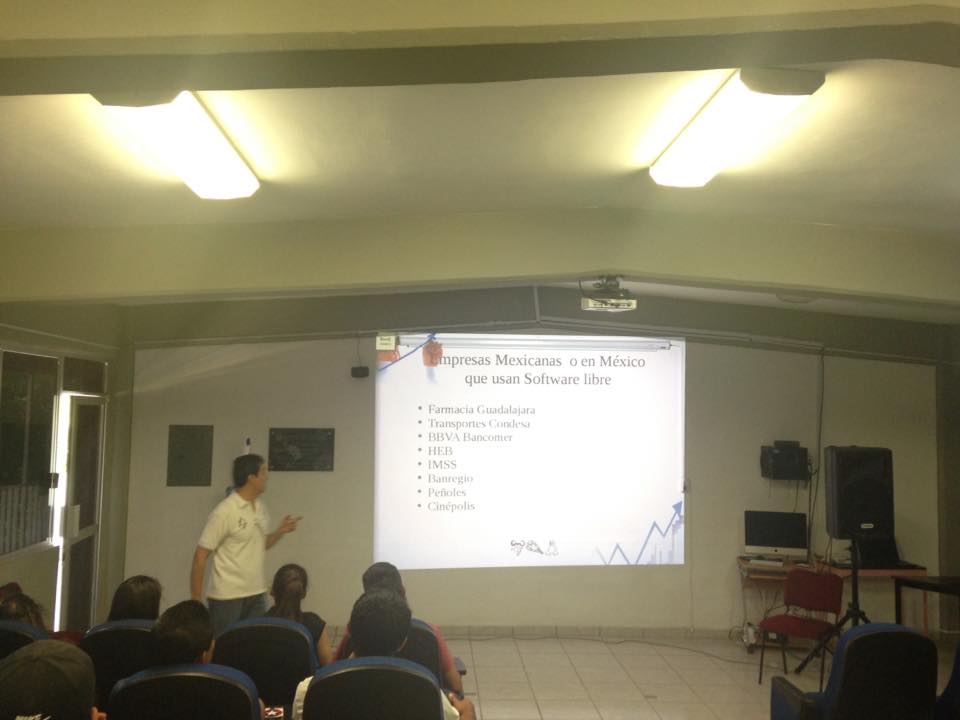 Empresas Mexicanas o en México
que usan Software libre
• Farmacia Guadalajara
• Transportes Condesa
• BBVA Bancomer
• HEB
• IMSS
• Banregio
• Peñoles
• Cinépolis